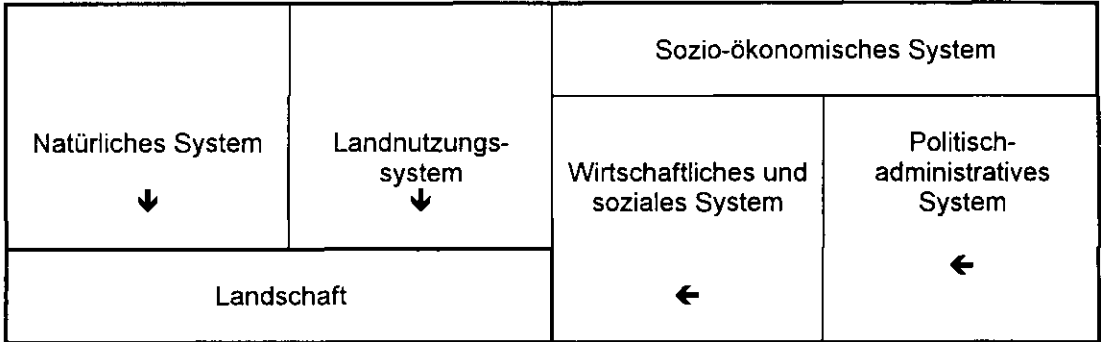 Sozio-ökonomisches System
Natürliches System
🡫
Landnutzungs-
system
🡫
Wirtschaftliches und
soziales System
🡨
Politisch-
administratives
System
🡨
Landschaft